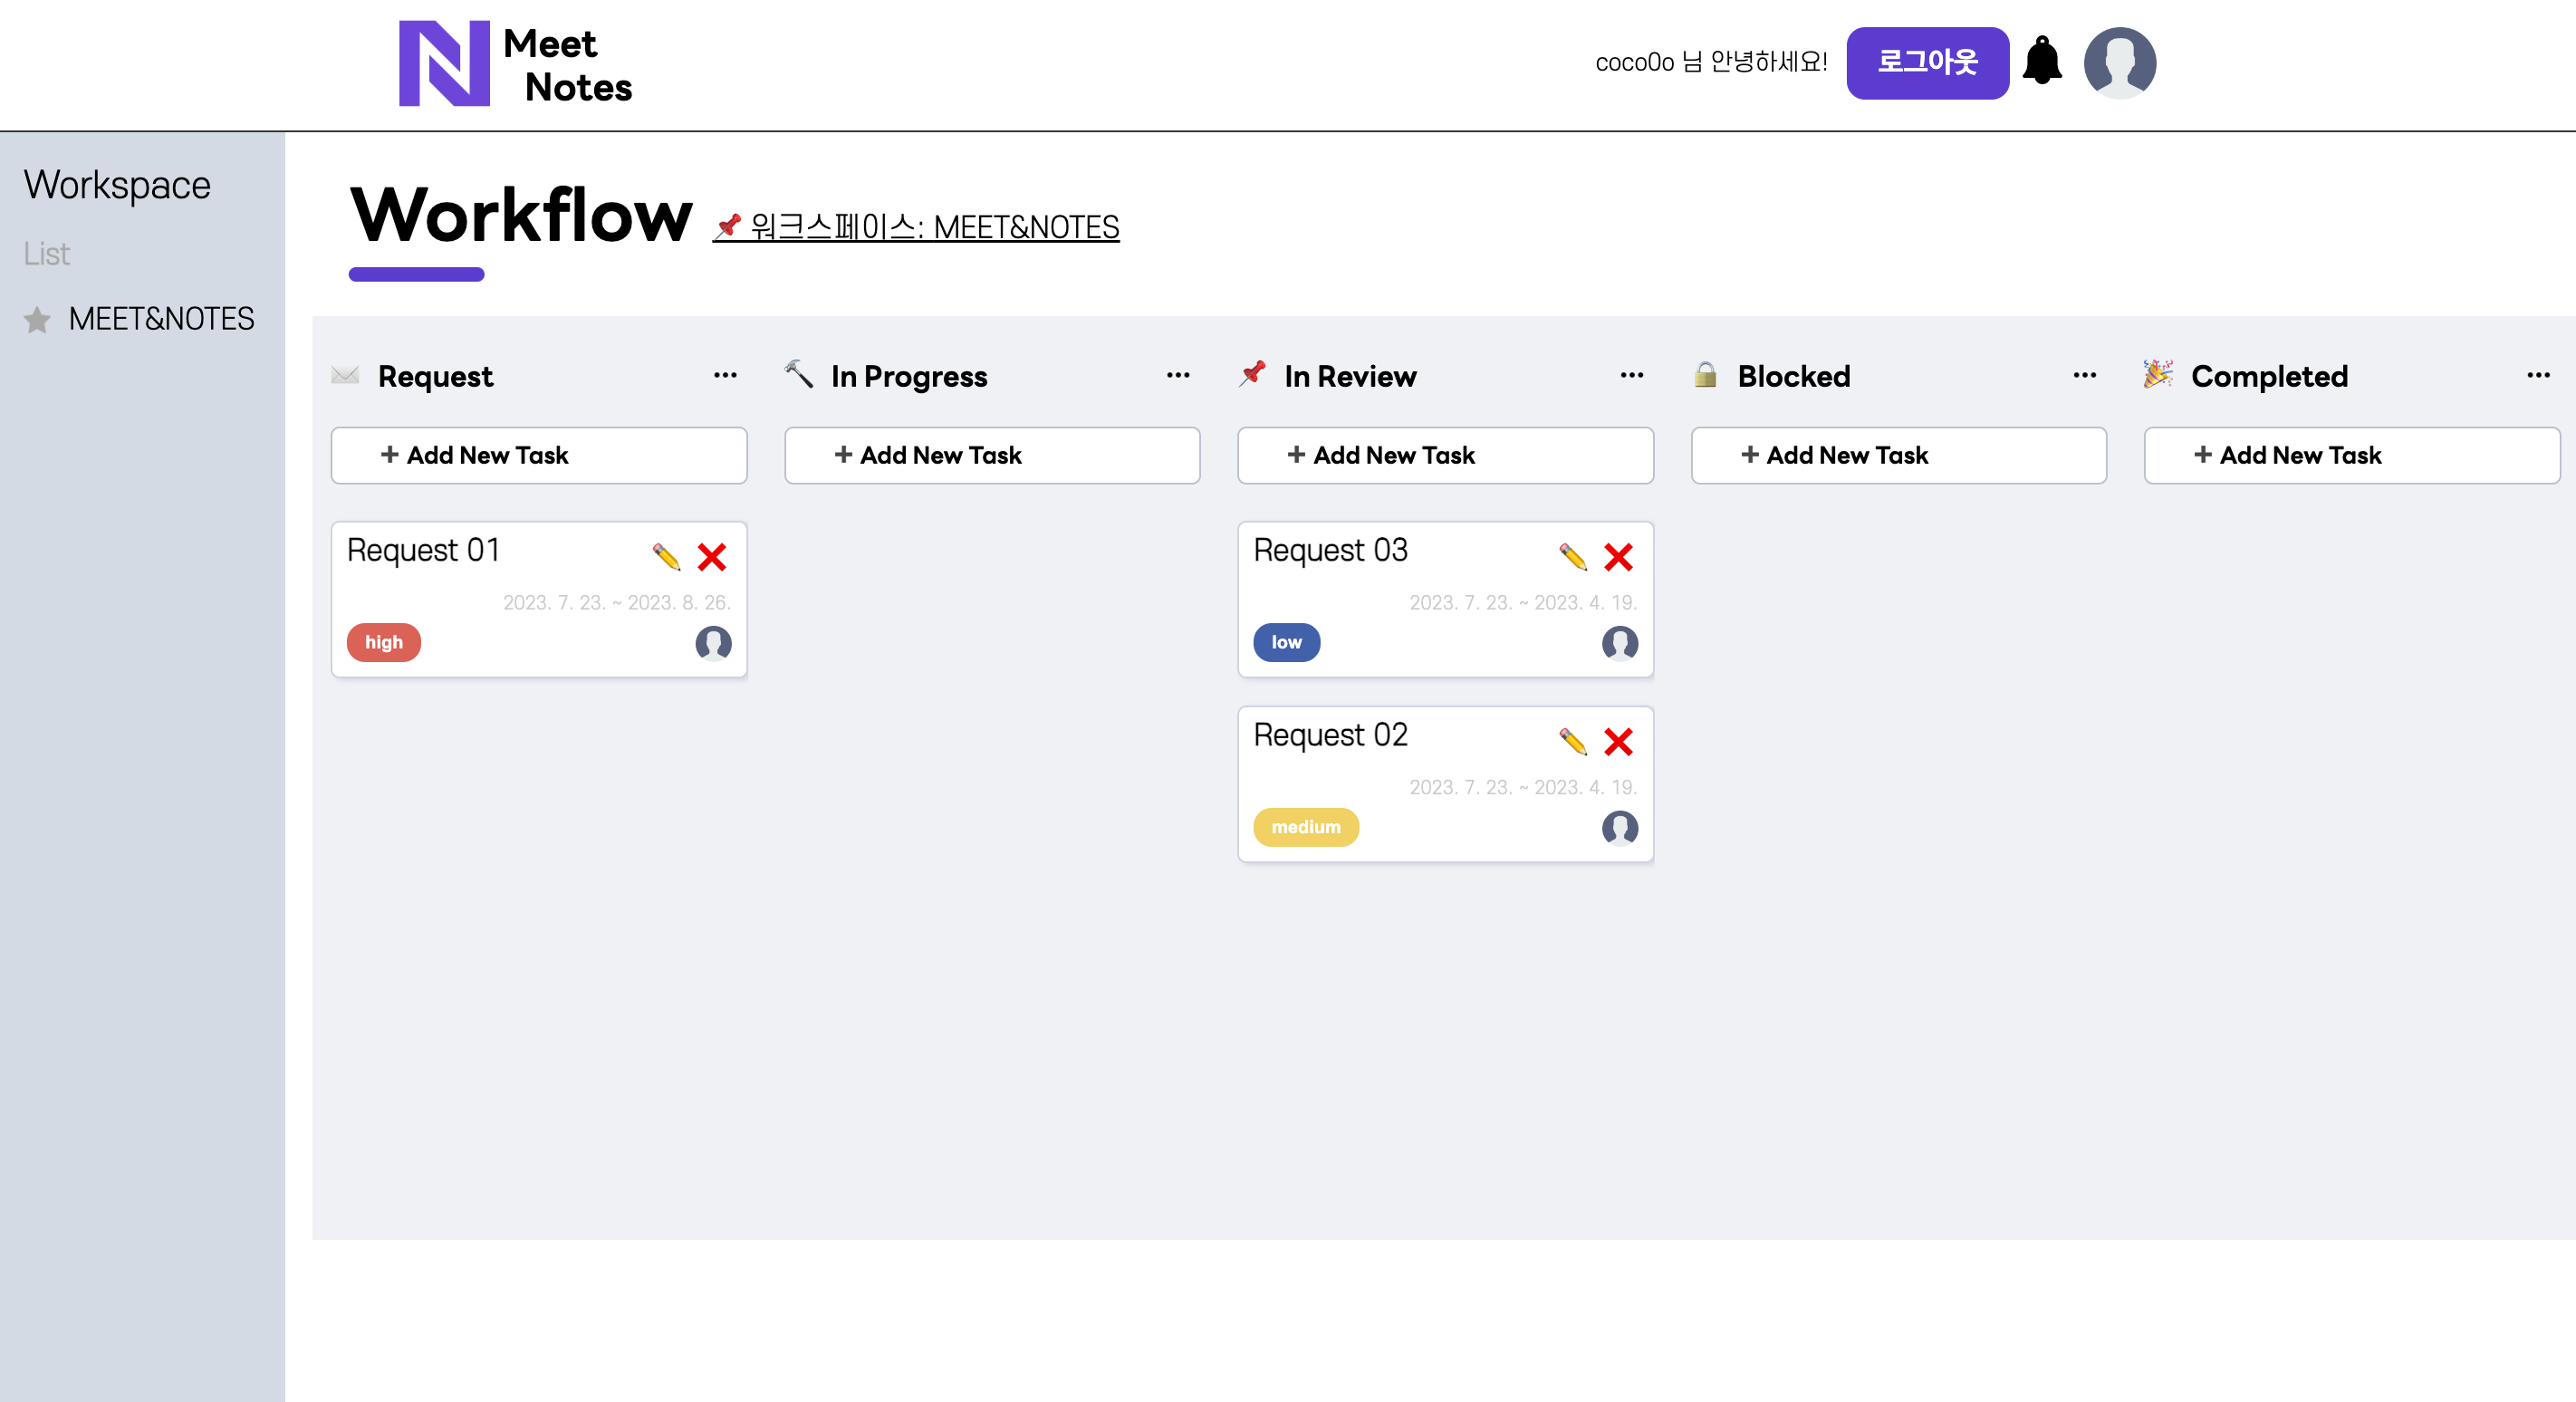 Meet
Notes
coco0o 님 안녕하세요!
로그아웃
Workspace
List
MEET&NOTES
Workflow
워크스페이스: MEET&NOTES
Request
In Progress
In Review
Blocked
Completed
+ Add New Task
+ Add New Task
+ Add New Task
+ Add New Task
+ Add New Task
Request 01
2023. 7. 23. ~ 2023. 8. 26.
high
Request 03
2023. 7. 23. ~ 2023. 4. 19.
low
Request 02
2023. 7. 23. ~ 2023. 4. 19.
medium